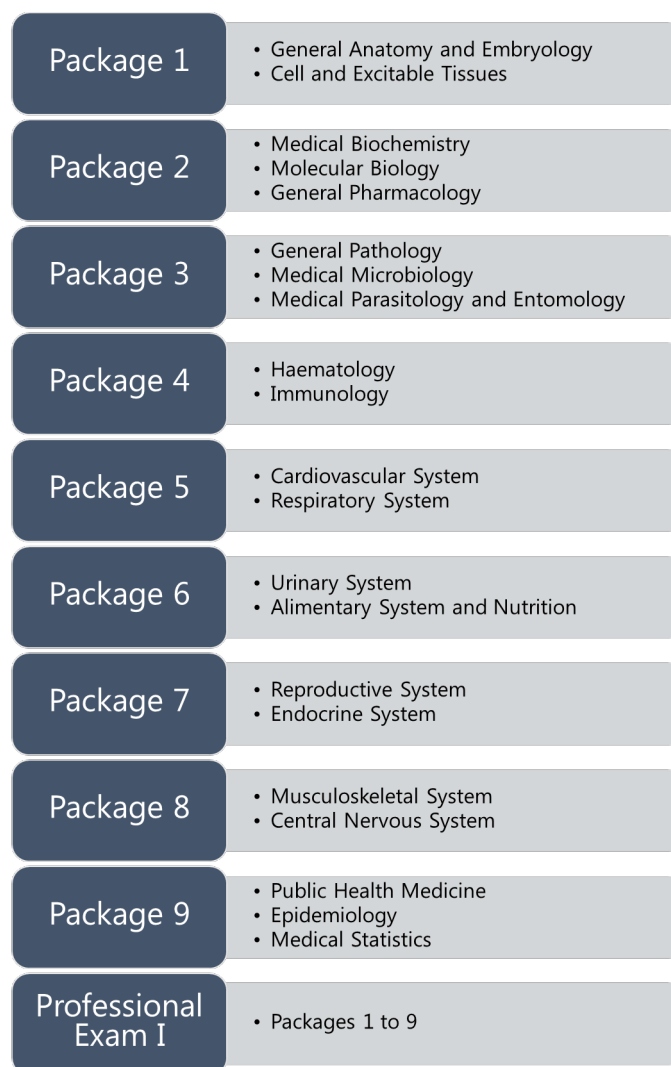 Package 1
• General Anatomy and Embryology
• Cell and Excitable Tissues
Package 2
• Medical Biochemistry
• Molecular Biology
• General Pharmacology
Package 3
• General Pathology
• Medical Microbiology
• Medical Parasitology and Entomology
Package 4
• Haematology
• Immunology
Package 5
• Cardiovascular System
• Respiratory System
Package 6
• Urinary System
• Alimentary System and Nutrition
Package 7
• Reproductive System
• Endocrine System
Package 8
• Musculoskeletal System
• Central Nervous System
Package 9
• Public Health Medicine
• Epidemiology
• Medical Statistics
Professional
Exam I
• Packages 1 to 9